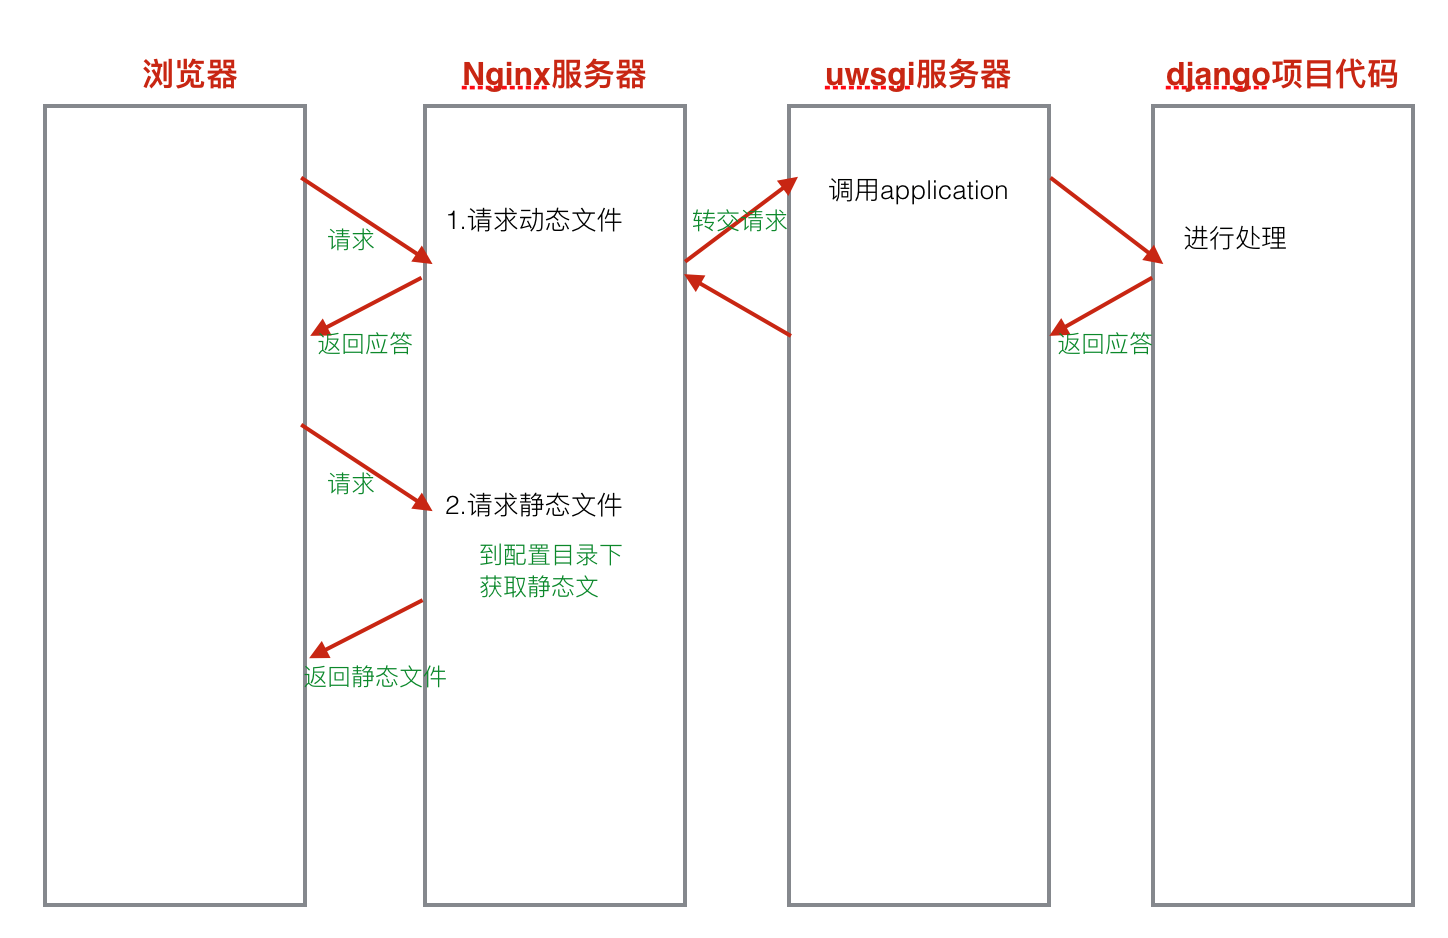 浏览器
Nginx服务器
uwsgi服务器
django项目代码
请求
1.请求动态文件
转交请求
调用application
进行处理
返回应答
返回应答
请求
2.请求静态文件
到配置目录下
获取静态文
返回静态文件